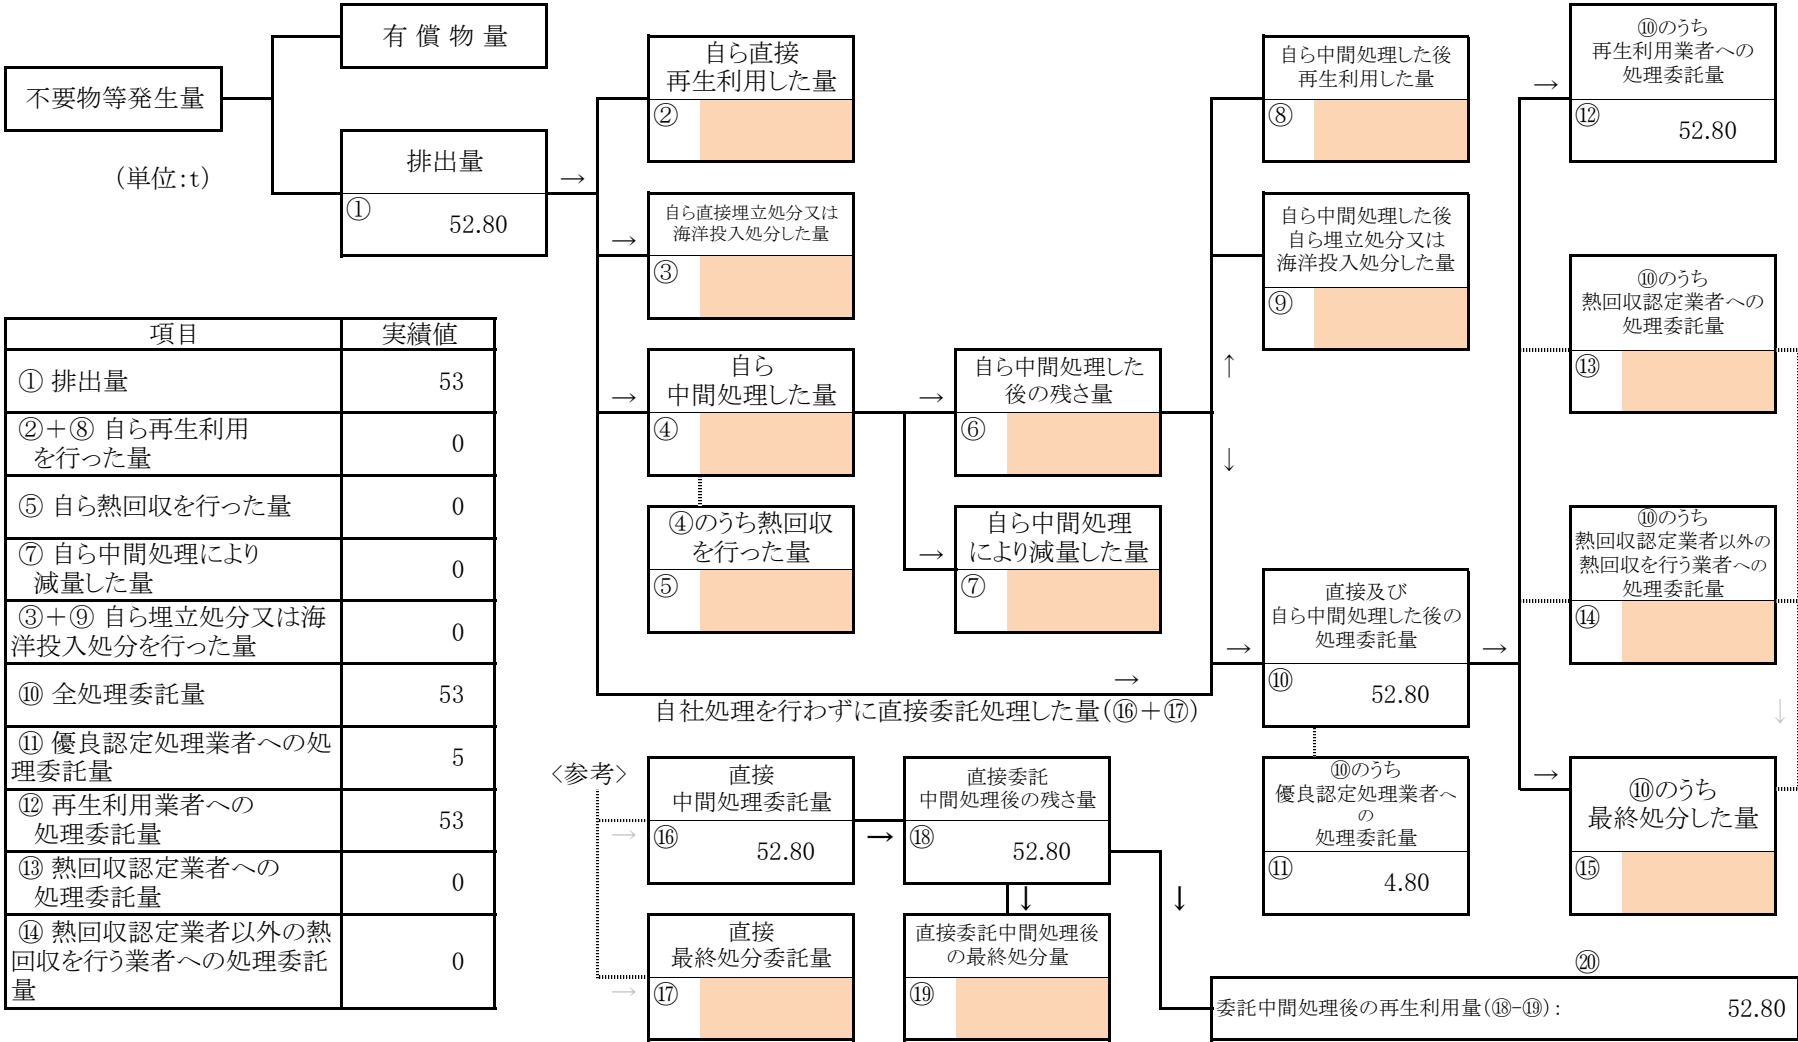 不要物等発生量
(単位:t)
有 償 物 量
排出量
①
52.80
→
自ら直接
再生利用した量
②
→
自ら直接埋立処分又は
海洋投入処分した量
③
→
自ら
中間処理した量
④
④のうち熱回収
を行った量
⑤
→
自ら中間処理した
後の残さ量
⑥
→
自ら中間処理
により減量した量
⑦
↑
↓
自ら中間処理した後
再生利用した量
⑧
自ら中間処理した後
自ら埋立処分又は
海洋投入処分した量
⑨
→
自社処理を行わずに直接委託処理した量(⑯+⑰)
→
直接及び
自ら中間処理した後の
処理委託量
⑩
52.80
→
⑩のうち
優良認定処理業者へ
の
処理委託量
⑪
4.80
→
⑩のうち
再生利用業者への
処理委託量
⑫
52.80
⑩のうち
熱回収認定業者への
処理委託量
⑬
⑩のうち
熱回収認定業者以外の
熱回収を行う業者への
処理委託量
⑭
↓
→
⑩のうち
最終処分した量
⑮
項目 実績値
① 排出量 53
②+⑧ 自ら再生利用
を行った量 0
⑤ 自ら熱回収を行った量 0
⑦ 自ら中間処理により
減量した量 0
③+⑨ 自ら埋立処分又は海
洋投入処分を行った量 0
⑩ 全処理委託量 53
⑪ 優良認定処理業者への処
理委託量 5
⑫ 再生利用業者への
処理委託量 53
⑬ 熱回収認定業者への
処理委託量 0
⑭ 熱回収認定業者以外の熱
回収を行う業者への処理委託
量 0
〈参考〉
→
直接
中間処理委託量
⑯
52.80
→
直接委託
中間処理後の残さ量
⑱
52.80
→
直接
最終処分委託量
⑰
↓
直接委託中間処理後
の最終処分量
⑲
↓
⑳
委託中間処理後の再生利用量(⑱-⑲): 52.80